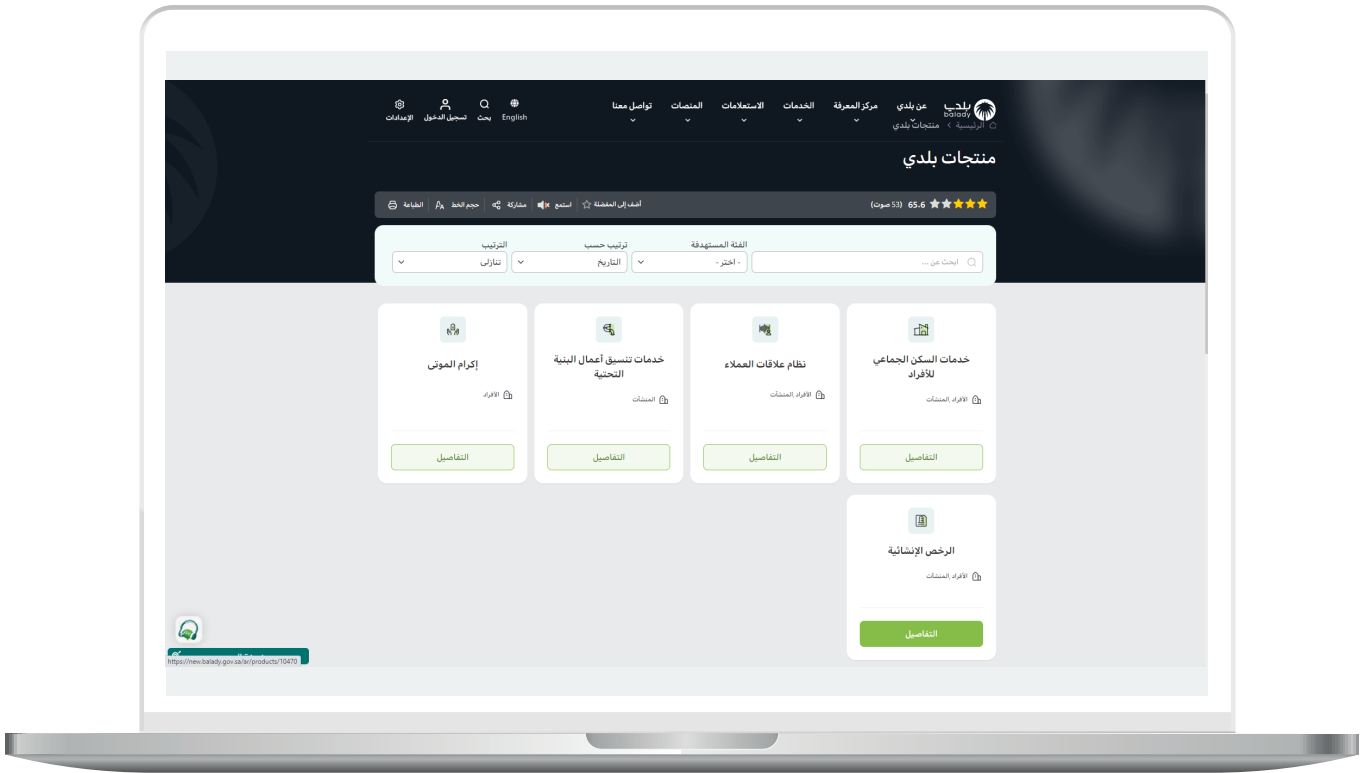 بلدي
balady
عن بلدي
مركز المعرفة
الخدمات
الاستعلامات
المنصات
تواصل معنا
English
بحث
تسجيل الدخول
الإعدادات
الرئيسية > منتجات بلدي
منتجات بلدي
65.6 (53 صوت)
أضف إلى المفضلة
استمع
مشاركة
حجم الخط
الطباعة
الفئة المستهدفة
ترتيب حسب
الترتيب
ابحث عن ...
- اختر -
التاريخ
تنازلي
خدمات السكن الجماعي
للأفراد
الأفراد, المنشآت
التفاصيل
نظام علاقات العملاء
الأفراد, المنشآت
التفاصيل
خدمات تنسيق أعمال البنية
التحتية
المنشآت
التفاصيل
إكرام الموتى
الأفراد
التفاصيل
الرخص الإنشائية
الأفراد, المنشآت
التفاصيل
https://new.balady.gov.sa/ar/products/10470